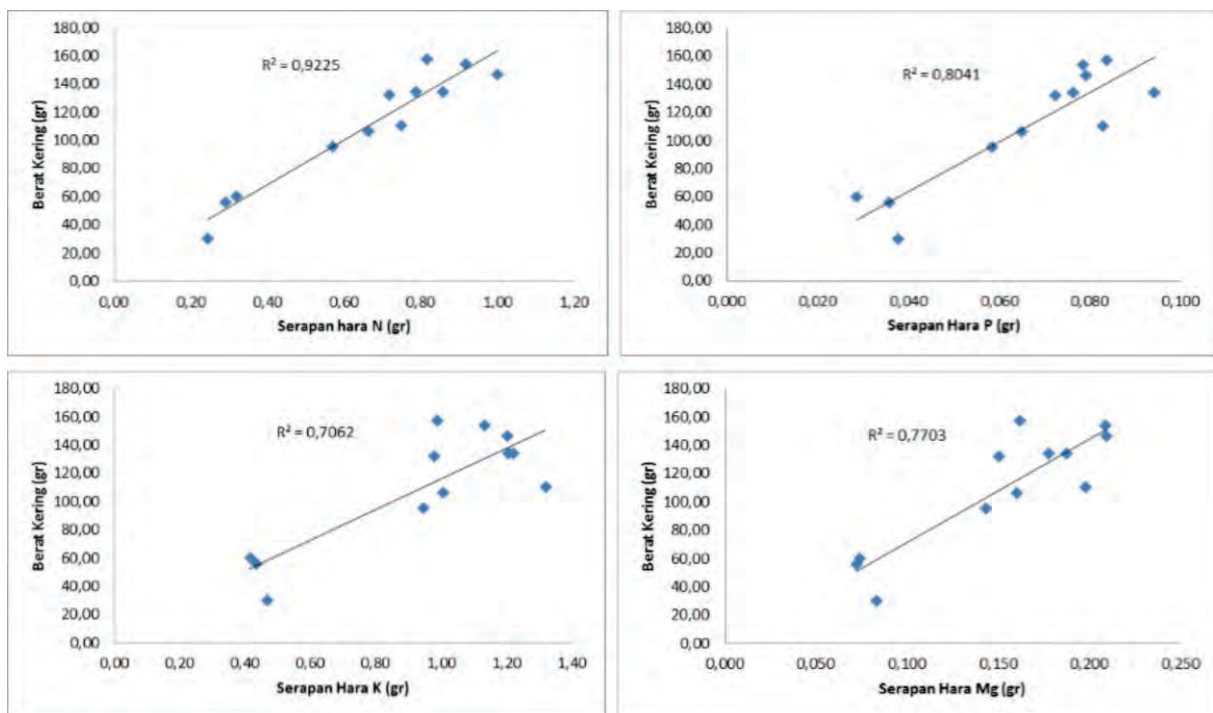 180,00
160,00
140,00
120,00
100,00
80,00
60,00
40,00
20,00
0,00
Berat Kering (gr)
R² = 0,9225
0,00 0,20 0,40 0,60 0,80 1,00 1,20
Serapan hara N (gr)
180,00
160,00
140,00
120,00
100,00
80,00
60,00
40,00
20,00
0,00
Berat Kering (gr)
R² = 0,8041
0,000 0,020 0,040 0,060 0,080 0,100
Serapan Hara P (gr)
180,00
160,00
140,00
120,00
100,00
80,00
60,00
40,00
20,00
0,00
Berat Kering (gr)
R² = 0,7062
0,00 0,20 0,40 0,60 0,80 1,00 1,20 1,40
Serapan Hara K (gr)
180,00
160,00
140,00
120,00
100,00
80,00
60,00
40,00
20,00
0,00
Berat Kering (gr)
R² = 0,7703
0,000 0,050 0,100 0,150 0,200 0,250
Serapan Hara Mg (gr)